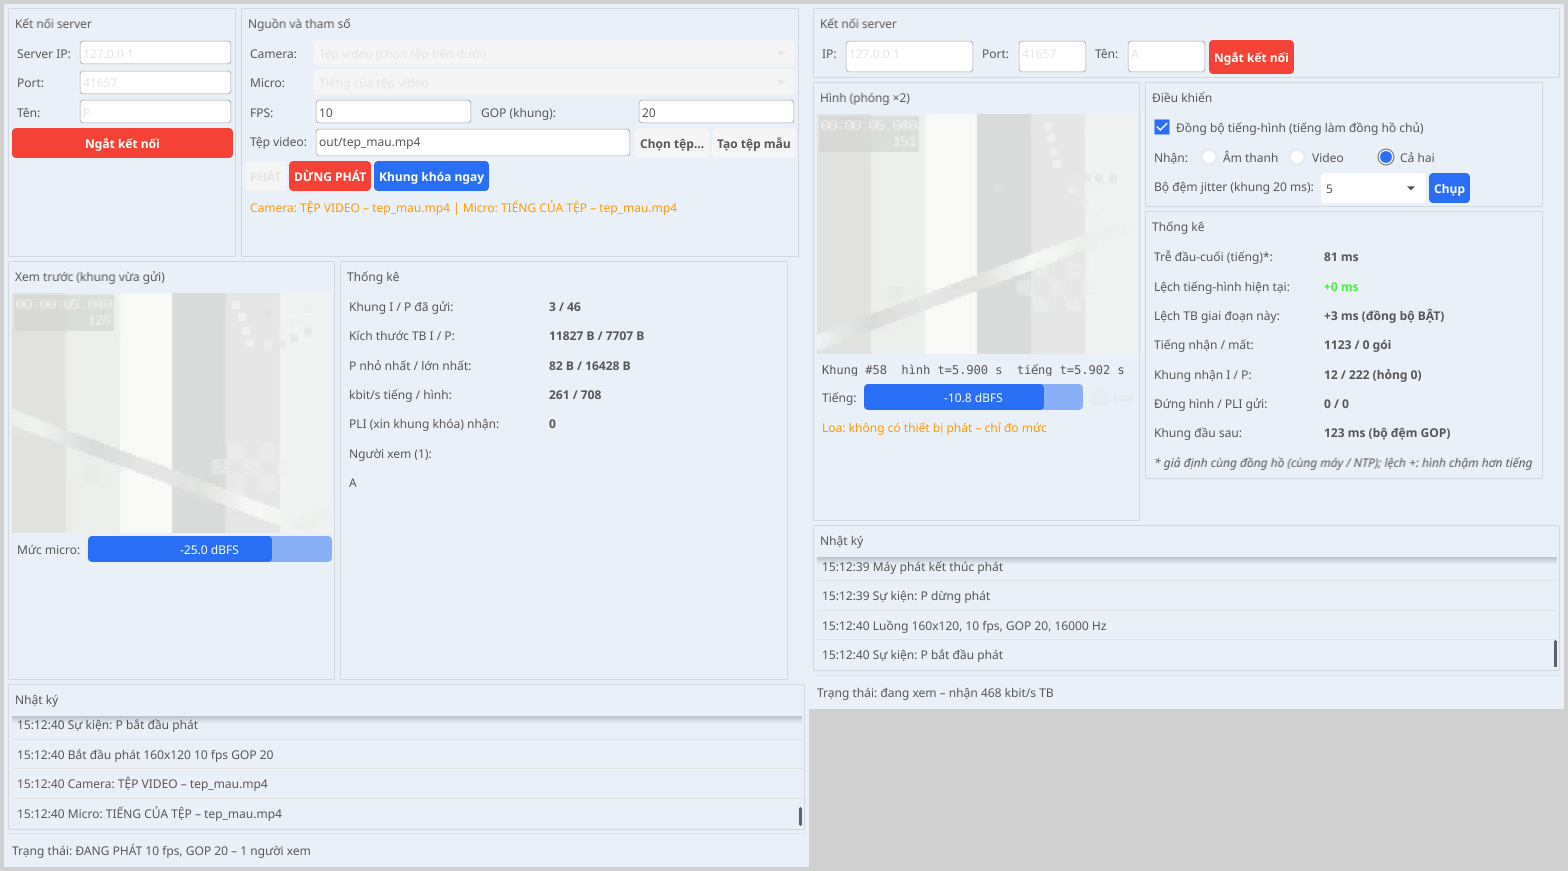 Kết nối server
Server IP: 127.0.0.1
Port: 41657
Tên: P
Ngắt kết nối
Nguồn và tham số
Camera: Tệp video (chọn tệp bên dưới)
Micro: Tiếng của tệp video
FPS: 10 GOP (khung): 20
Tệp video: out/tep_mau.mp4 Chọn tệp... Tạo tệp mẫu
PHÁT DỪNG PHÁT Khung khóa ngay
Camera: TỆP VIDEO – tep_mau.mp4 | Micro: TIẾNG CỦA TỆP – tep_mau.mp4
Xem trước (khung vừa gửi)
126
Mức micro: -25.0 dBFS
Thống kê
Khung I / P đã gửi: 3 / 46
Kích thước TB I / P: 11827 B / 7707 B
P nhỏ nhất / lớn nhất: 82 B / 16428 B
kbit/s tiếng / hình: 261 / 708
PLI (xin khung khóa) nhận: 0
Người xem (1):
A
Nhật ký
15:12:40 Sự kiện: P bắt đầu phát
15:12:40 Bắt đầu phát 160x120 10 fps GOP 20
15:12:40 Camera: TỆP VIDEO – tep_mau.mp4
15:12:40 Micro: TIẾNG CỦA TỆP – tep_mau.mp4
Trạng thái: ĐANG PHÁT 10 fps, GOP 20 – 1 người xem
Kết nối server
IP: 127.0.0.1 Port: 41657 Tên: A Ngắt kết nối
Hình (phóng ×2)
151
Khung #58 hình t=5.900 s tiếng t=5.902 s
Tiếng: -10.8 dBFS Loa
Loa: không có thiết bị phát – chỉ đo mức
Điều khiển
Đồng bộ tiếng-hình (tiếng làm đồng hồ chủ)
Nhận: Âm thanh Video Cả hai
Bộ đệm jitter (khung 20 ms): 5 Chụp
Thống kê
Trễ đầu-cuối (tiếng)*: 81 ms
Lệch tiếng-hình hiện tại: +0 ms
Lệch TB giai đoạn này: +3 ms (đồng bộ BẬT)
Tiếng nhận / mất: 1123 / 0 gói
Khung nhận I / P: 12 / 222 (hỏng 0)
Đứng hình / PLI gửi: 0 / 0
Khung đầu sau: 123 ms (bộ đệm GOP)
* giả định cùng đồng hồ (cùng máy / NTP); lệch +: hình chậm hơn tiếng
Nhật ký
15:12:39 Máy phát kết thúc phát
15:12:39 Sự kiện: P dừng phát
15:12:40 Luồng 160x120, 10 fps, GOP 20, 16000 Hz
15:12:40 Sự kiện: P bắt đầu phát
Trạng thái: đang xem – nhận 468 kbit/s TB